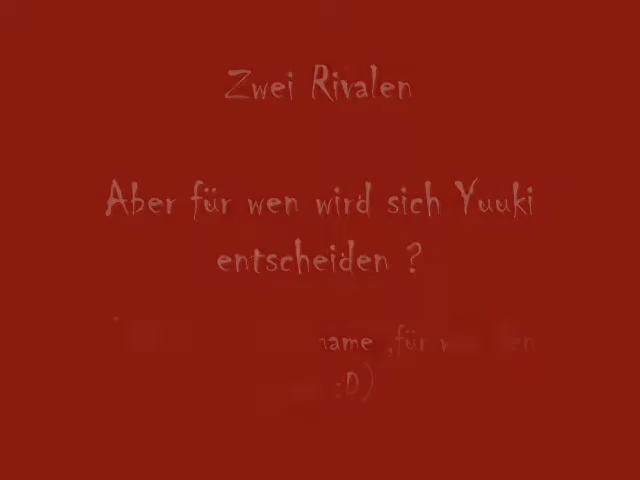 Zwei Rivalen
Aber für wen wird sich Yuuki
entscheiden ?
name ,für
:D)